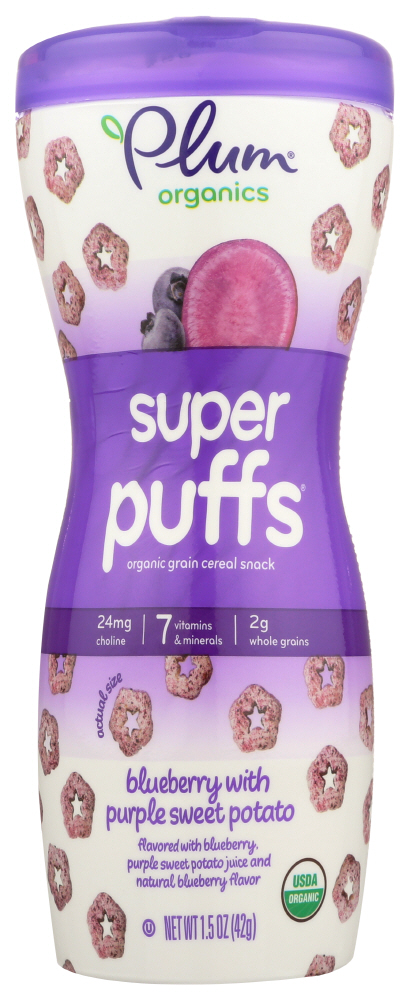 Plum®
organics
super
puffs®
organic grain cereal snack
24mg
choline
7 vitamins
& minerals
2g
whole grains
actual size
blueberry with
purple sweet potato
flavored with blueberry,
purple sweet potato juice and
natural blueberry flavor
USDA
ORGANIC
U NET WT 1.5 OZ (42g)